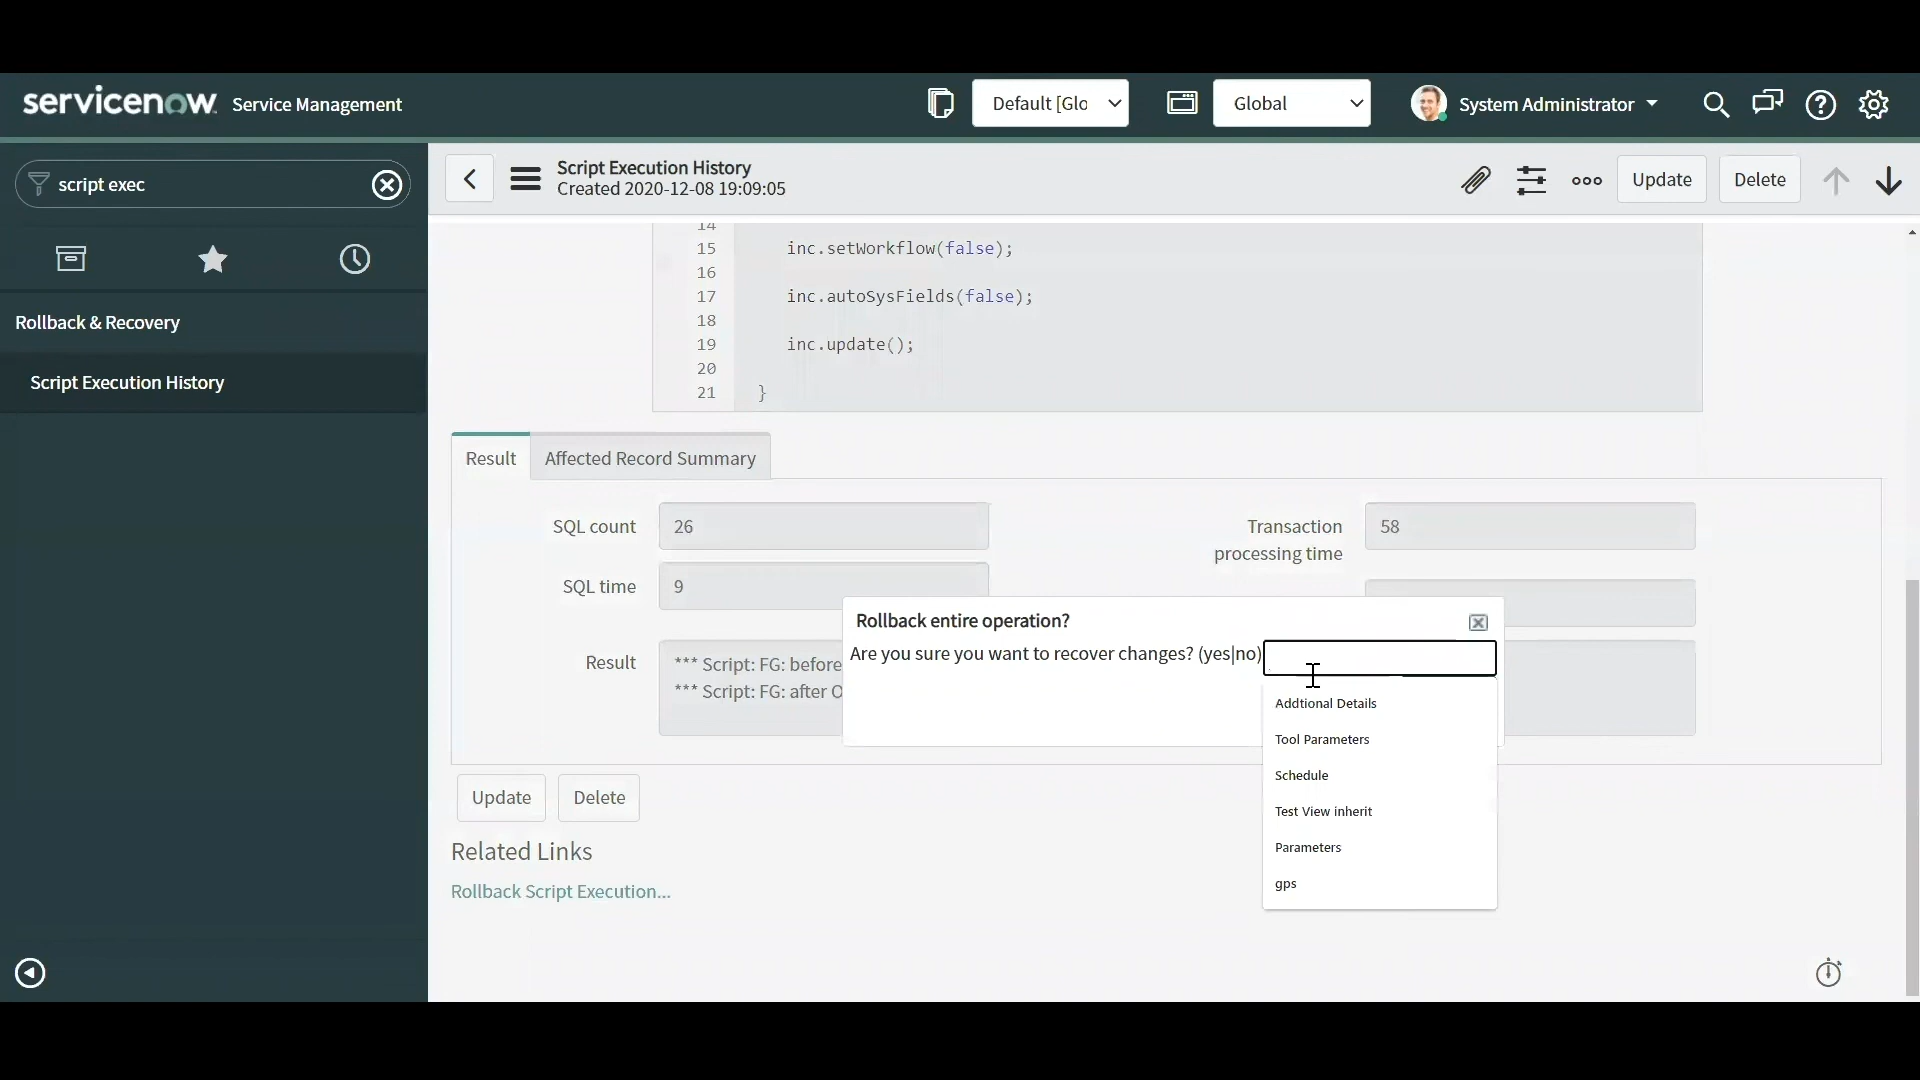 servicenow Service Management
Default [Glo
Global
System Administrator
script exec
Rollback & Recovery
Script Execution History
Script Execution History
Created 2020-12-08 19:09:05
Update
Delete
14
15 inc.setWorkflow(false);
16
17 inc.autoSysFields(false);
18
19 inc.update();
20
21 }
Result
Affected Record Summary
SQL count 26
Transaction processing time 58
SQL time 9
Result
*** Script: FG: before
*** Script: FG: after O
Rollback entire operation?
Are you sure you want to recover changes? (yes|no)
Addtional Details
Tool Parameters
Schedule
Test View inherit
Parameters
gps
Update
Delete
Related Links
Rollback Script Execution...